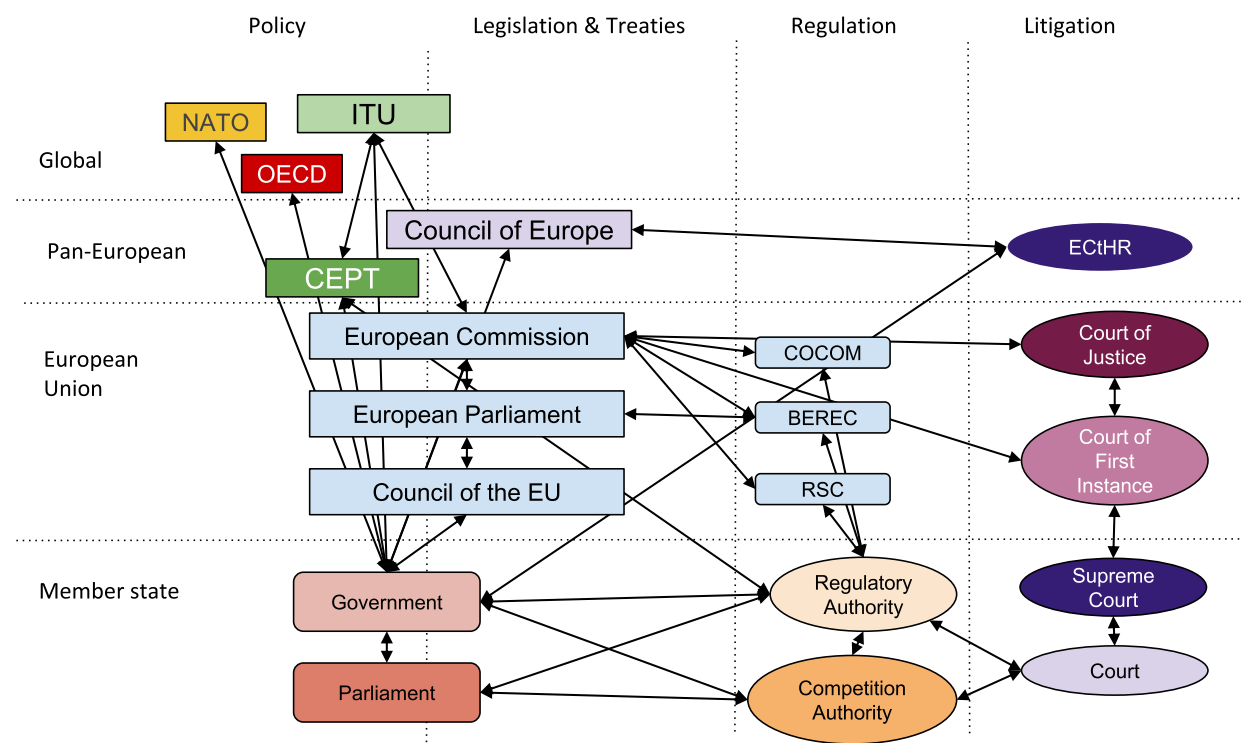 Policy
Legislation & Treaties
Regulation
Litigation
NATO
ITU
Global
OECD
Council of Europe
Pan-European
ECtHR
CEPT
European
Union
European Commission
COCOM
Court of
Justice
European Parliament
BEREC
Court of
First
Instance
Council of the EU
RSC
Member state
Government
Regulatory
Authority
Supreme
Court
Parliament
Competition
Authority
Court